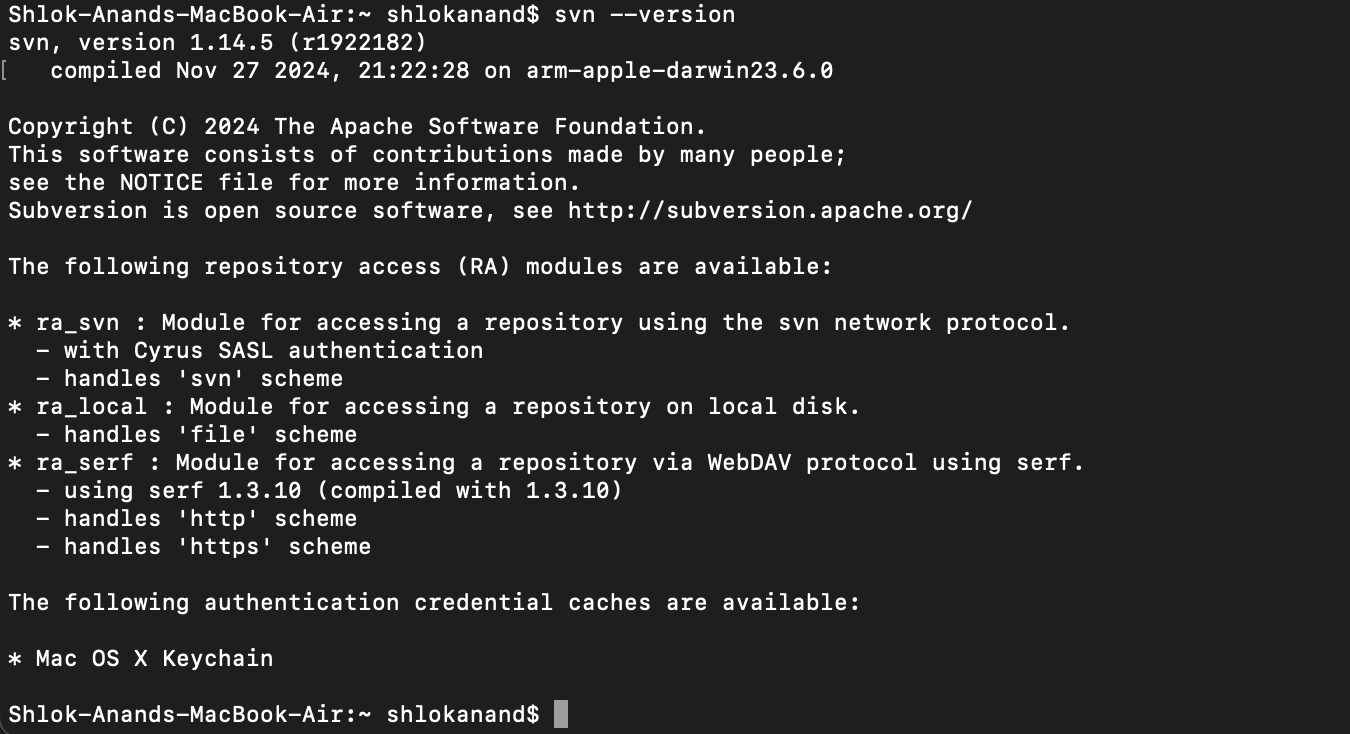 Shlok-Anands-MacBook-Air:~ shlokanand$ svn --version
svn, version 1.14.5 (r1922182)
[   compiled Nov 27 2024, 21:22:28 on arm-apple-darwin23.6.0
Copyright (C) 2024 The Apache Software Foundation.
This software consists of contributions made by many people;
see the NOTICE file for more information.
Subversion is open source software, see http://subversion.apache.org/
The following repository access (RA) modules are available:
* ra_svn : Module for accessing a repository using the svn network protocol.
  - with Cyrus SASL authentication
  - handles 'svn' scheme
* ra_local : Module for accessing a repository on local disk.
  - handles 'file' scheme
* ra_serf : Module for accessing a repository via WebDAV protocol using serf.
  - using serf 1.3.10 (compiled with 1.3.10)
  - handles 'http' scheme
  - handles 'https' scheme
The following authentication credential caches are available:
* Mac OS X Keychain
Shlok-Anands-MacBook-Air:~ shlokanand$